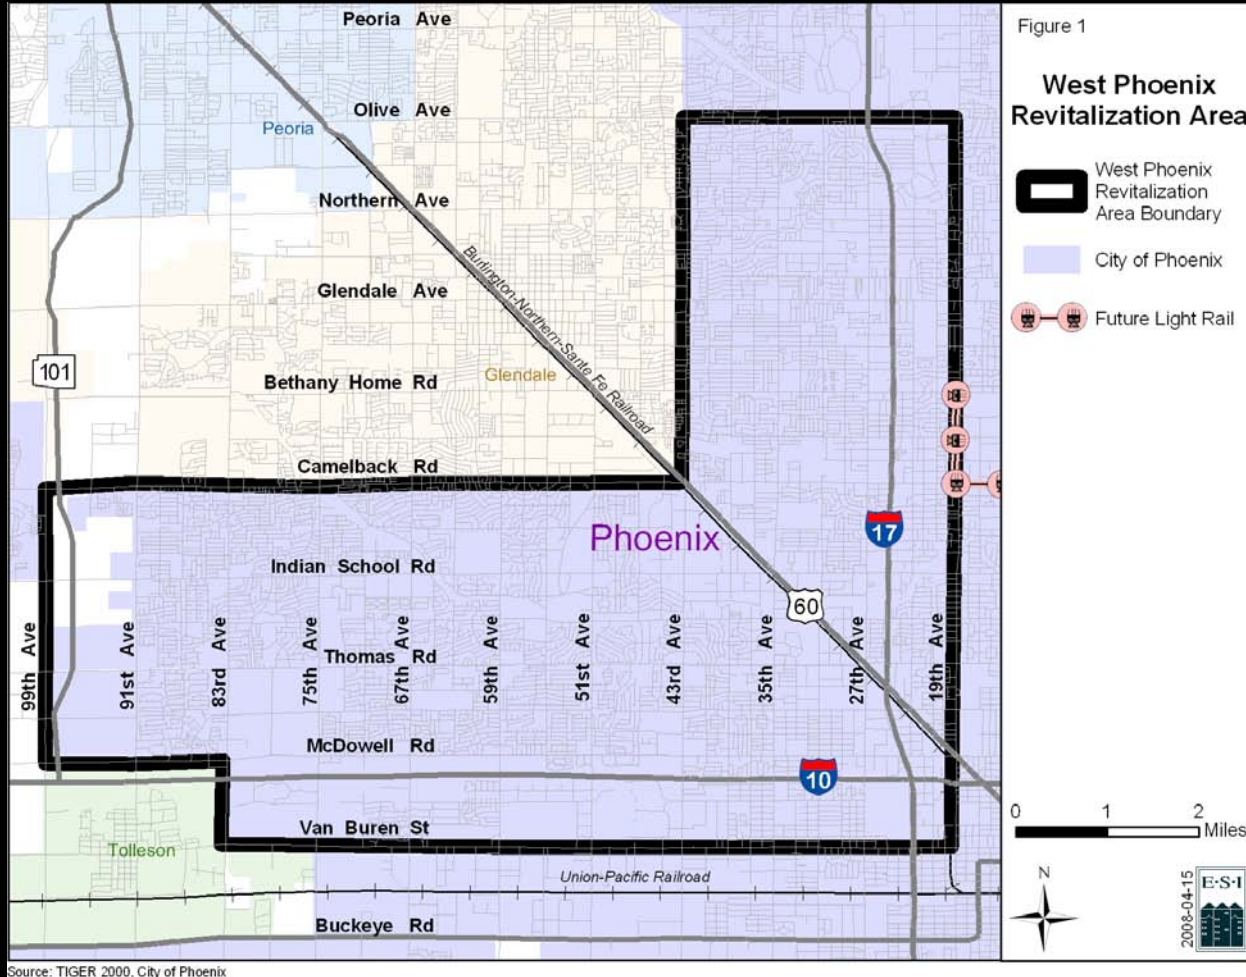 Figure 1
West Phoenix
Revitalization Area
West Phoenix
Revitalization
Area Boundary
City of Phoenix
Future Light Rail
Peoria Ave
Olive Ave
Peoria
Northern Ave
Burlington-Northern-Sante Fe Railroad
Glendale Ave
101
Bethany Home Rd
Glendale
Camelback Rd
Phoenix
17
Indian School Rd
60
99th Ave
91st Ave
83rd Ave
75th Ave
67th Ave
59th Ave
51st Ave
43rd Ave
35th Ave
27th Ave
19th Ave
Thomas Rd
McDowell Rd
10
Van Buren St
Tolleson
Union-Pacific Railroad
Buckeye Rd
0 1 2
Miles
N
2008-04-15
E·S·I
Source: TIGER 2000, City of Phoenix